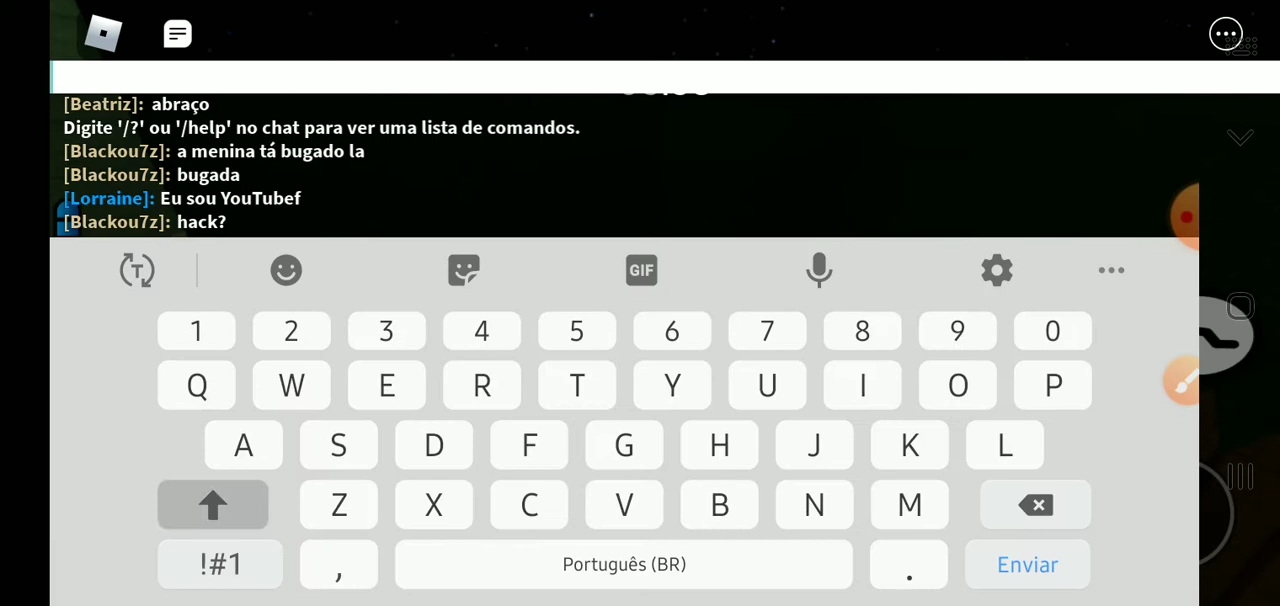 [Beatriz]: abraço
Digite '/?' ou '/help' no chat para ver uma lista de comandos.
[Blackou7z]: a menina tá bugado la
[Blackou7z]: bugada
[Lorraine]: Eu sou YouTubef
[Blackou7z]: hack?
T GIF
1 2 3 4 5 6 7 8 9 0
Q W E R T Y U I O P
A S D F G H J K L
Z X C V B N M
!#1 , Português (BR) . Enviar